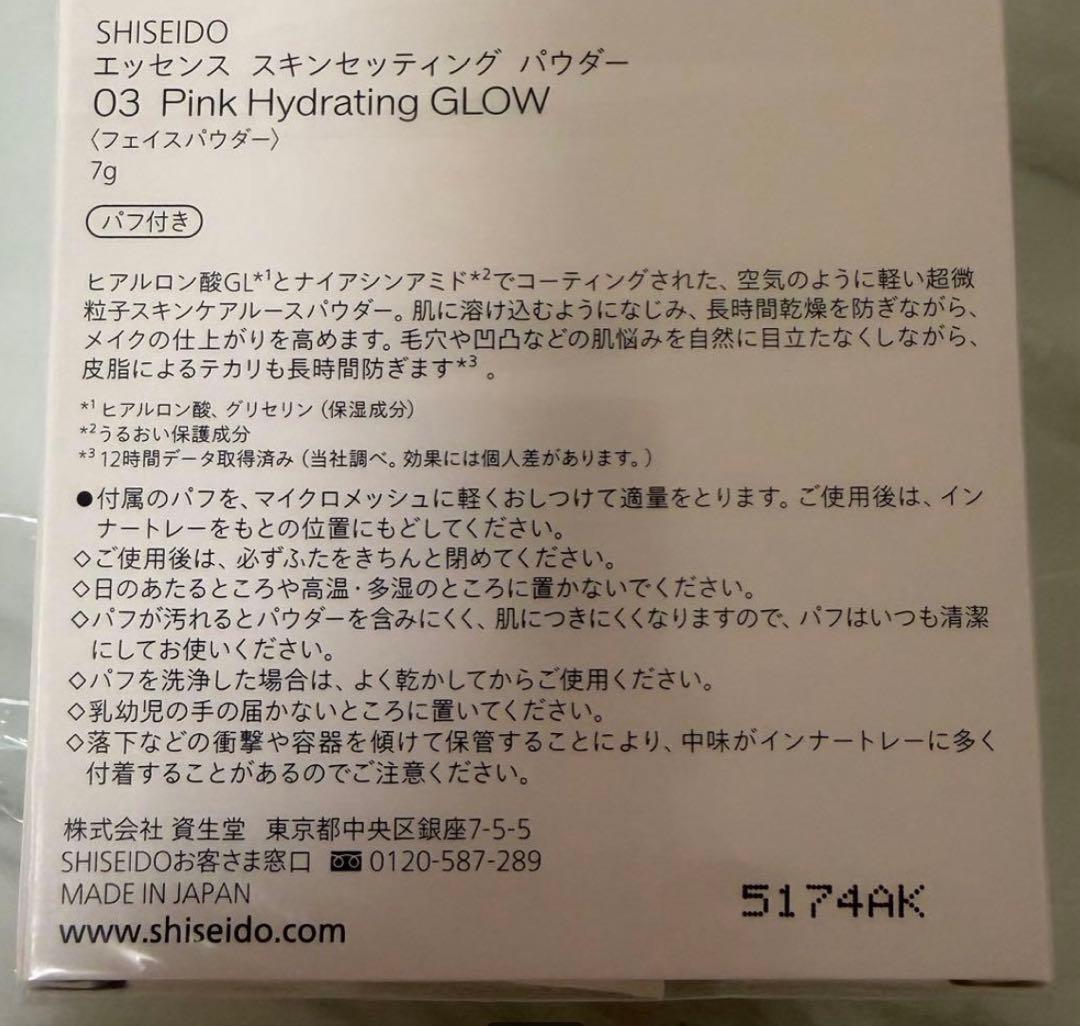 SHISEIDO
エッセンス スキンセッティング パウダー
03 Pink Hydrating GLOW
〈フェイスパウダー〉
7g
パフ付き
ヒアルロン酸GL*1とナイアシンアミド*2でコーティングされた、空気のように軽い超微
粒子スキンケアルースパウダー。肌に溶け込むようになじみ、長時間乾燥を防ぎながら、
メイクの仕上がりを高めます。毛穴や凹凸などの肌悩みを自然に目立たなくしながら、
皮脂によるテカリも長時間防ぎます*3。
*1 ヒアルロン酸、グリセリン（保湿成分）
*2うるおい保護成分
*3 12時間データ取得済み（当社調べ。効果には個人差があります。）
●付属のパフを、マイクロメッシュに軽くおしつけて適量をとります。ご使用後は、イン
ナートレーをもとの位置にもどしてください。
◇ご使用後は、必ずふたをきちんと閉めてください。
◇日のあたるところや高温・多湿のところに置かないでください。
◇パフが汚れるとパウダーを含みにくく、肌につきにくくなりますので、パフはいつも清潔
にしてお使いください。
◇パフを洗浄した場合は、よく乾かしてからご使用ください。
◇乳幼児の手の届かないところに置いてください。
◇落下などの衝撃や容器を傾けて保管することにより、中味がインナートレーに多く
付着することがあるのでご注意ください。
株式会社 資生堂 東京都中央区銀座7-5-5
SHISEIDOお客さま窓口 0120-587-289
MADE IN JAPAN
5174AK
www.shiseido.com